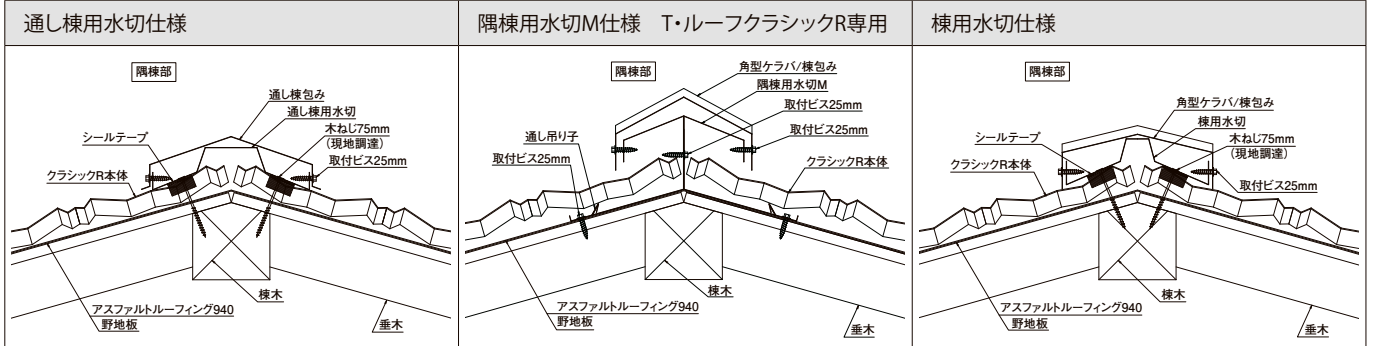 通し棟用水切仕様
隅棟部
通し棟包み
通し棟用水切
シールテープ
木ねじ75mm
(現地調達)
取付ビス25mm
クラシックR本体
棟木
アスファルトルーフィング940
野地板
垂木
隅棟用水切M仕様　T・ルーフクラシックR専用
隅棟部
角型ケラバ/棟包み
隅棟用水切M
取付ビス25mm
通し吊り子
取付ビス25mm
取付ビス25mm
クラシックR本体
棟木
アスファルトルーフィング940
野地板
垂木
棟用水切仕様
隅棟部
角型ケラバ/棟包み
棟用水切
シールテープ
木ねじ75mm
(現地調達)
クラシックR本体
取付ビス25mm
棟木
アスファルトルーフィング940
野地板
垂木